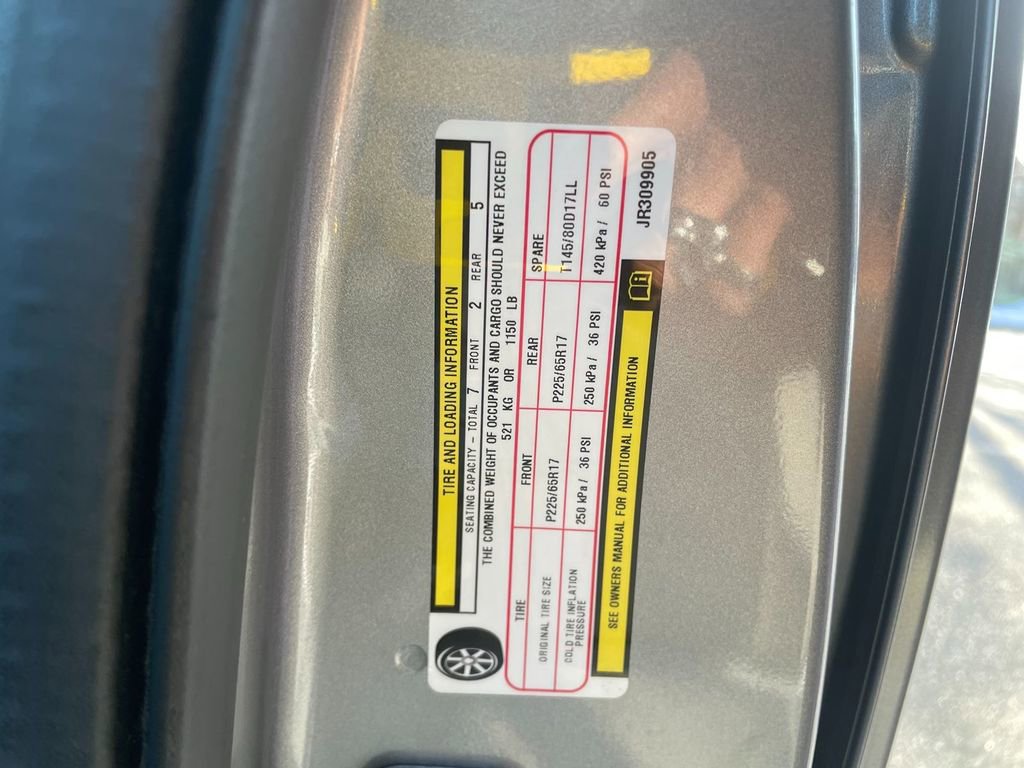 TIRE AND LOADING INFORMATION
SEATING CAPACITY - TOTAL 7 FRONT 2 REAR 5
THE COMBINED WEIGHT OF OCCUPANTS AND CARGO SHOULD NEVER EXCEED
521 KG OR 1150 LB
TIRE FRONT REAR SPARE
ORIGINAL TIRE SIZE P225/65R17 P225/65R17 T145/80D17LL
COLD TIRE INFLATION
PRESSURE 250 kPa / 36 PSI 250 kPa / 36 PSI 420 kPa / 60 PSI
SEE OWNERS MANUAL FOR ADDITIONAL INFORMATION
JR309905